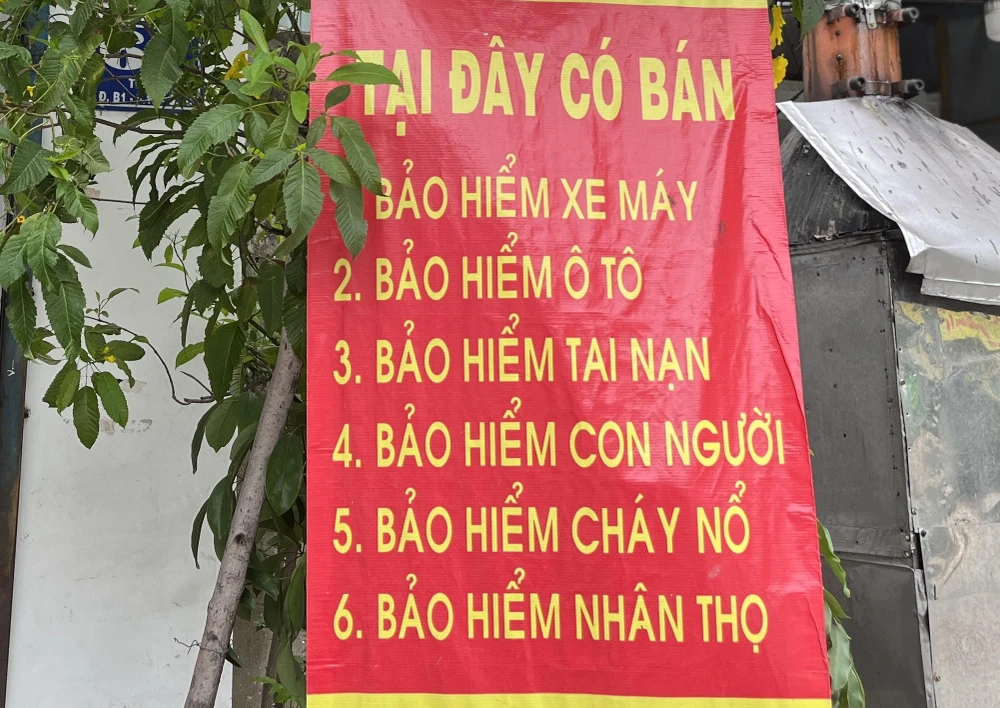 Đ. B1
TẠI ĐÂY CÓ BÁN
BẢO HIỂM XE MÁY
2. BẢO HIỂM Ô TÔ
3. BẢO HIỂM TAI NẠN
4. BẢO HIỂM CON NGƯỜI
5. BẢO HIỂM CHÁY NỔ
6. BẢO HIỂM NHÂN THỌ